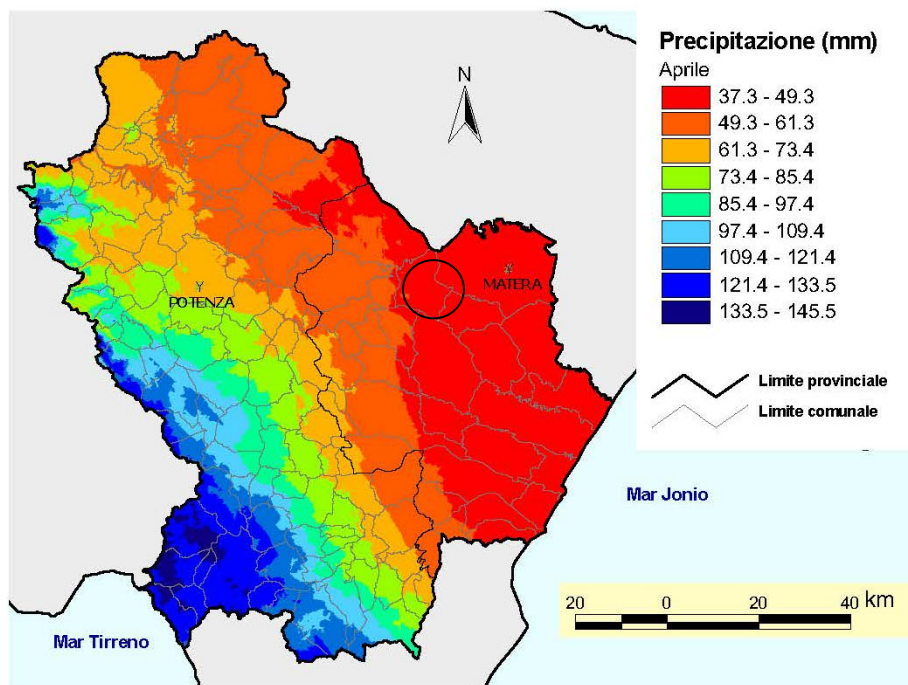 Precipitazione (mm)
Aprile
37.3 - 49.3
49.3 - 61.3
61.3 - 73.4
73.4 - 85.4
85.4 - 97.4
97.4 - 109.4
109.4 - 121.4
121.4 - 133.5
133.5 - 145.5
Limite provinciale
Limite comunale
N
MATERA
POTENZA
Mar Jonio
Mar Tirreno
20 0 20 40 km